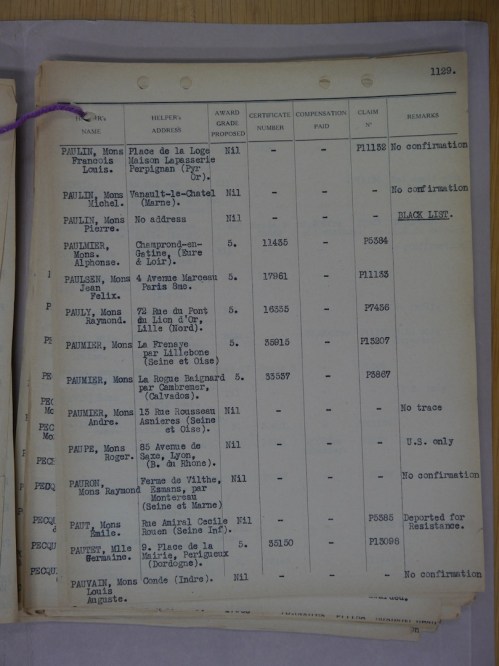 1129.
HELPER'S NAME HELPER'S ADDRESS AWARD GRADE PROPOSED CERTIFICATE NUMBER COMPENSATION PAID CLAIM N° REMARKS
PAULIN, Mons Place de la Loge Nil - - P11132 No confirmation
Francois Maison Lapasserie
Louis. Perpignan (Pyr
Or).
PAULIN, Mons Vanault-le-Chatel Nil - - - No confirmation
Michel. (Marne).
PAULIN, Mons No address Nil - - - BLACK LIST.
Pierre.
PAULMIER, Champrond-en- 5. 11435 - P5384
Mons. Gatine, (Eure
Alphonse. & Loir).
PAULSEN, Mons 4 Avenue Marceau 5. 17961 - P11133
Jean Paris 8me.
Felix.
PAULY, Mons 72 Rue du Pont 5. 16335 - P7456
Raymond. du Lion d'Or,
Lille (Nord).
PAUMIER, Mons La Frenaye 5. 36915 - P13207
par Lillebone
(Seine et Oise)
PAUMIER, Mons La Rogue Baignard 5. 33537 - P3867
par Cambremer,
(Calvados).
PAUMIER, Mons 13 Rue Rousseau Nil - - - No trace
Andre. Asnieres (Seine
et Oise).
PAUPE, Mons 85 Avenue de Nil - - - U.S. only
Roger. Saxe, Lyon,
(B. du Rhone).
PAURON, Ferme de Vilthe, Nil - - - No confirmation
Mons Raymond Esmans, par
Montereau
(Seine et Marne)
PAUT, Mons Rue Amiral Cecile Nil - - P5385 Deported for
Emile. Rouen (Seine Inf). Resistance.
PAUTET, Mlle 9. Place de la 5. 35150 - P13096
Germaine. Mairie, Perigueux
(Dordogne).
PAUVAIN, Mons Conde (Indre). Nil - - - No confirmation
Louis
Auguste.